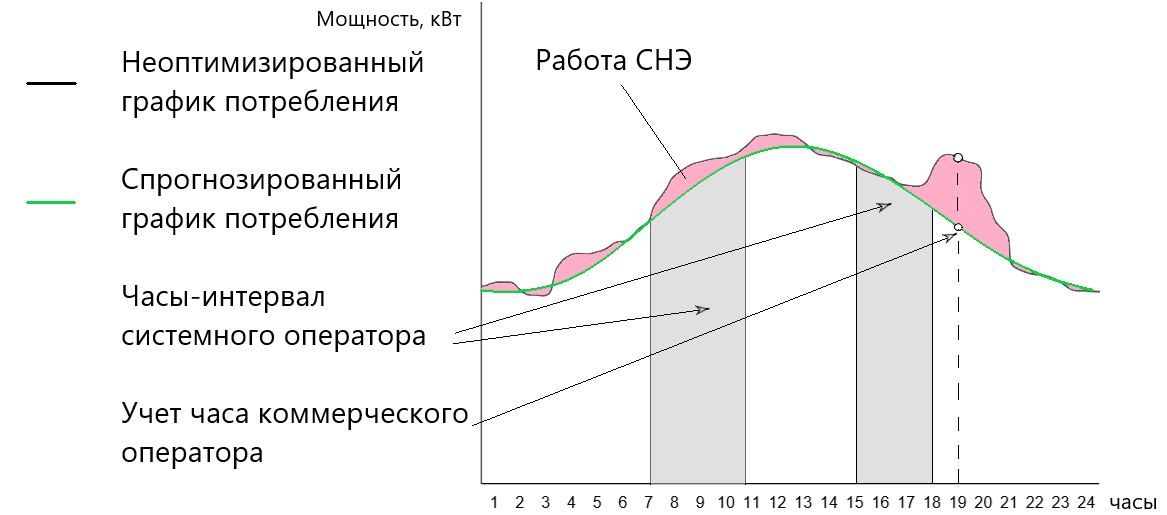 Мощность, кВт
Неоптимизированный
график потребления
Работа СНЭ
Спрогнозированный
график потребления
Часы-интервал
системного оператора
Учет часа коммерческого
оператора
1 2 3 4 5 6 7 8 9 10 11 12 13 14 15 16 17 18 19 20 21 22 23 24 часы